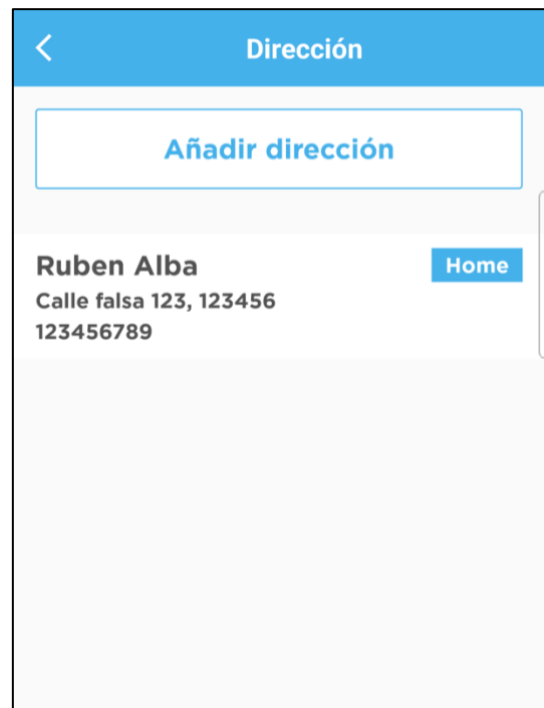 Dirección
Añadir dirección
Ruben Alba
Home
Calle falsa 123, 123456
123456789